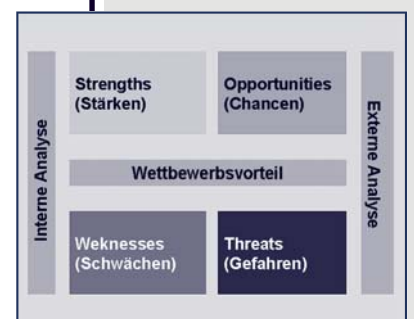 Interne Analyse
Strengths
(Stärken)
Opportunities
(Chancen)
Wettbewerbsvorteil
Weknesses
(Schwächen)
Threats
(Gefahren)
Externe Analyse